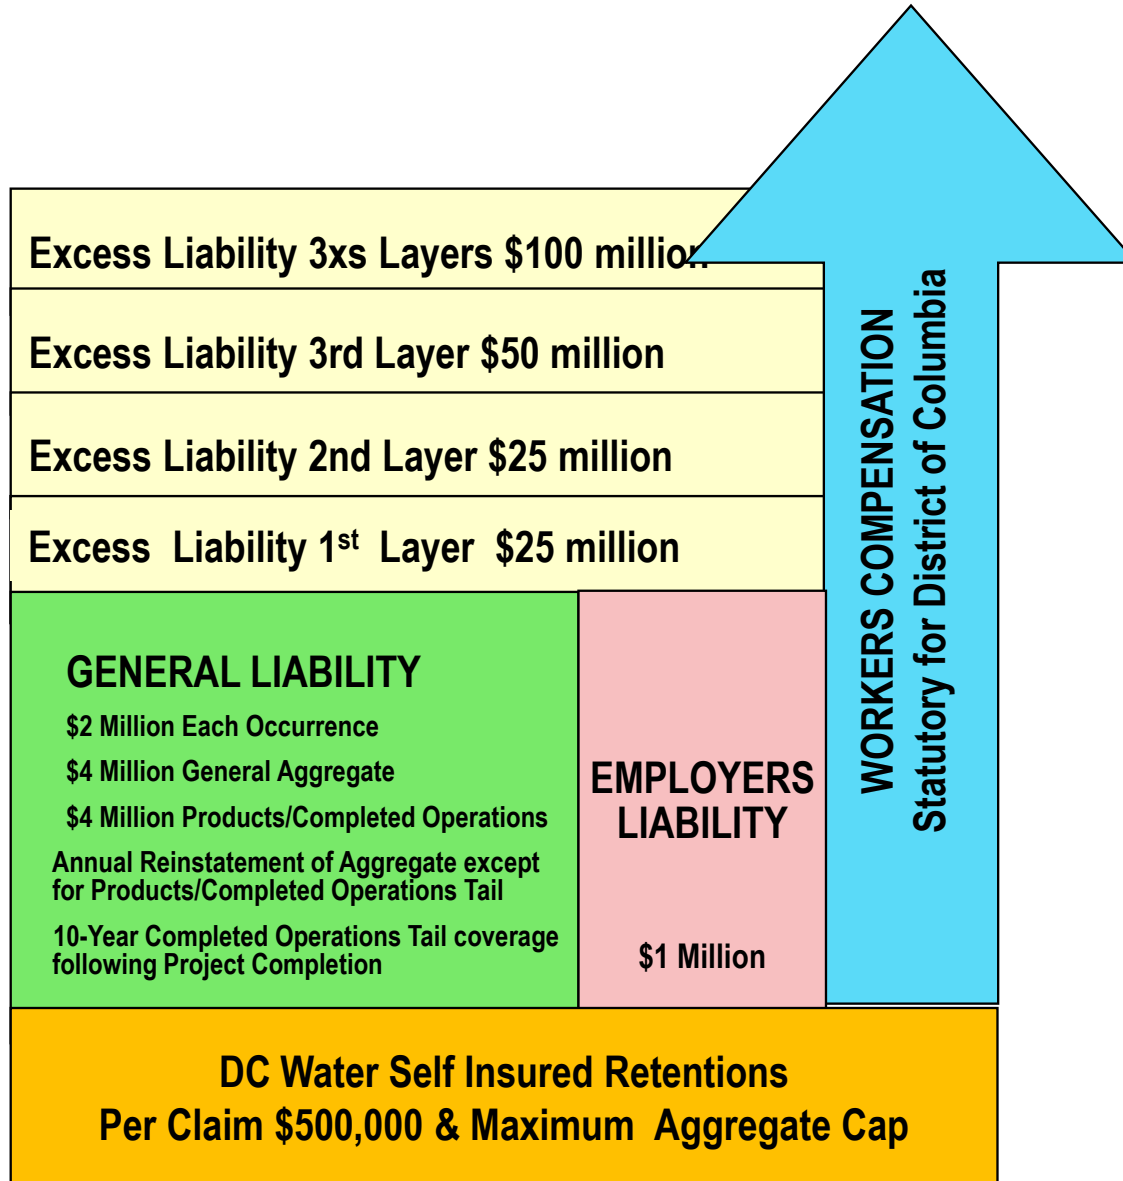 Excess Liability 3xs Layers $100 million
Excess Liability 3rd Layer $50 million
Excess Liability 2nd Layer $25 million
Excess Liability 1st Layer $25 million
GENERAL LIABILITY
$2 Million Each Occurrence
$4 Million General Aggregate
$4 Million Products/Completed Operations
Annual Reinstatement of Aggregate except
for Products/Completed Operations Tail
10-Year Completed Operations Tail coverage
following Project Completion
EMPLOYERS
LIABILITY
$1 Million
WORKERS COMPENSATION
Statutory for District of Columbia
DC Water Self Insured Retentions
Per Claim $500,000 & Maximum Aggregate Cap